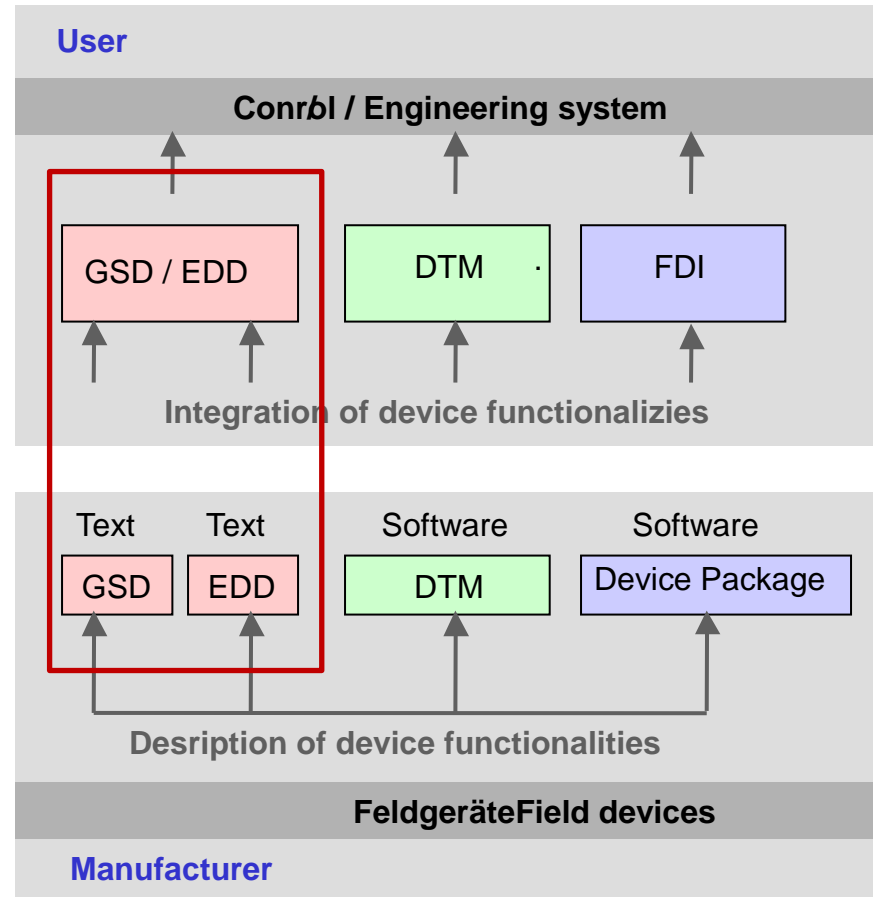 User
Conrbl / Engineering system
GSD / EDD
DTM .
FDI
Integration of device functionalizies
Text Text Software Software
GSD EDD DTM Device Package
Desription of device functionalities
FeldgeräteField devices
Manufacturer